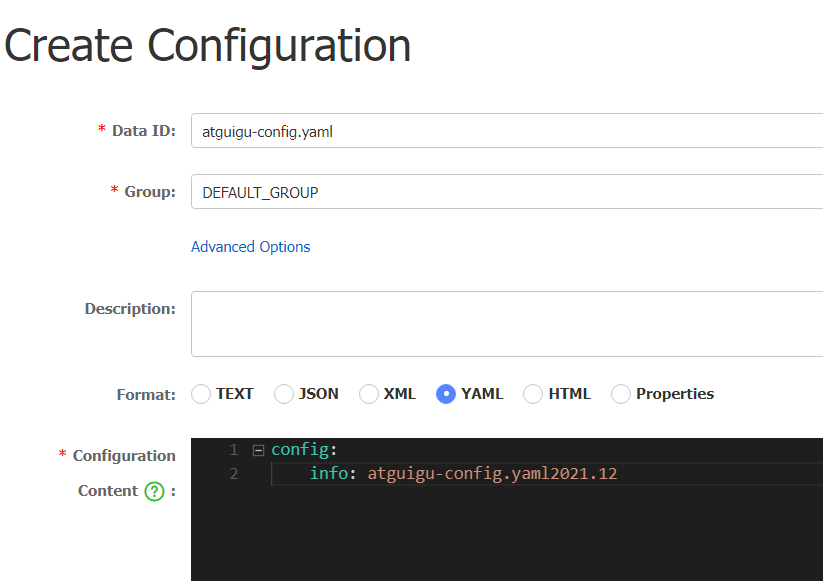 Create Configuration
* Data ID: atguigu-config.yaml
* Group: DEFAULT_GROUP
Advanced Options
Description:
Format: TEXT JSON XML YAML HTML Properties
* Configuration
Content ? :
1 config:
2 info: atguigu-config.yaml2021.12